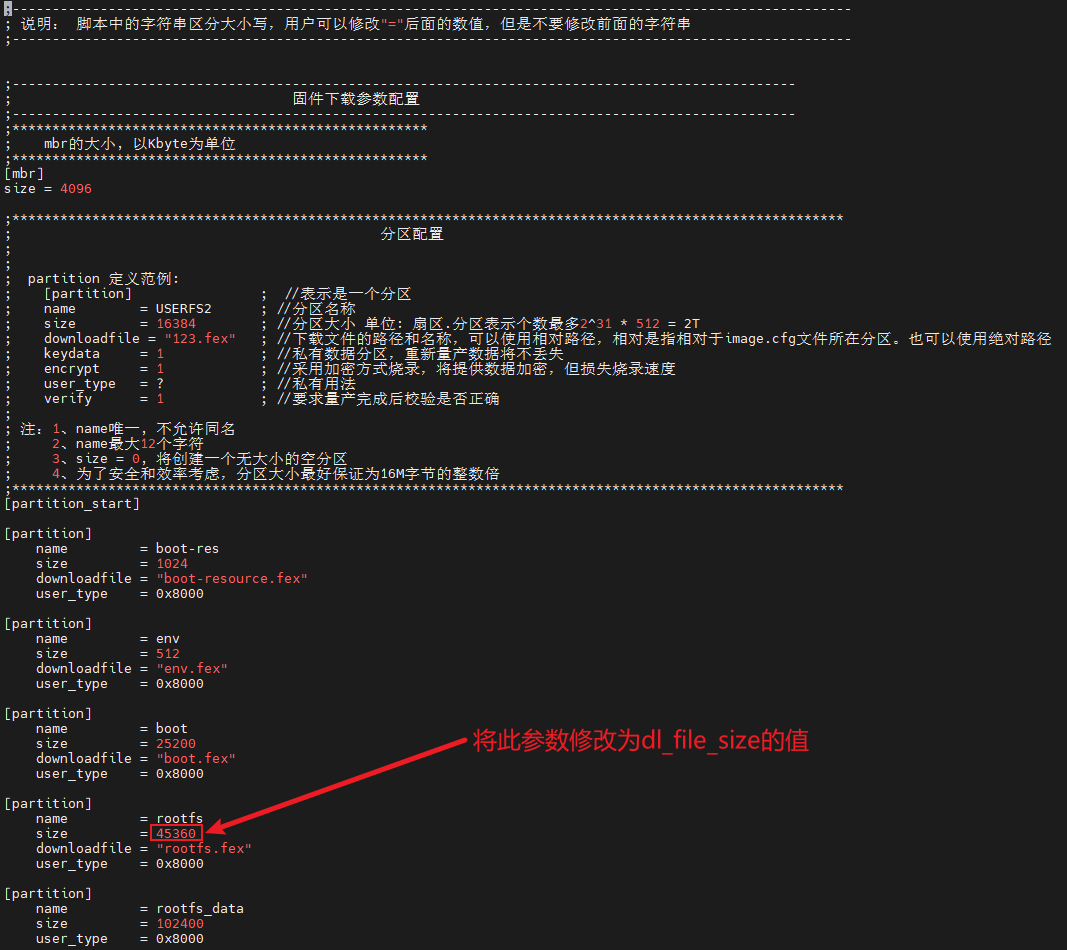 ;---------------------------------------------------------------------------------------------------------
; 说明： 脚本中的字符串区分大小写，用户可以修改"="后面的数值，但是不要修改前面的字符串
;---------------------------------------------------------------------------------------------------------
;--------------------------------------------------------------------------------------------------
; 固件下载参数配置
;--------------------------------------------------------------------------------------------------
;****************************************************
; mbr的大小，以Kbyte为单位
;****************************************************
[mbr]
size = 4096
;********************************************************************************************************
; 分区配置
;
;
; partition 定义范例:
; [partition] ; //表示是一个分区
; name = USERFS2 ; //分区名称
; size = 16384 ; //分区大小 单位: 扇区.分区表示个数最多2^31 * 512 = 2T
; downloadfile = "123.fex" ; //下载文件的路径和名称，可以使用相对路径，相对是指相对于image.cfg文件所在分区。也可以使用绝对路径
; keydata = 1 ; //私有数据分区，重新量产数据将不丢失
; encrypt = 1 ; //采用加密方式烧录，将提供数据加密，但损失烧录速度
; user_type = ? ; //私有用法
; verify = 1 ; //要求量产完成后校验是否正确
;
; 注：1、name唯一，不允许同名
; 2、name最大12个字符
; 3、size = 0，将创建一个无大小的空分区
; 4、为了安全和效率考虑，分区大小最好保证为16M字节的整数倍
;********************************************************************************************************
[partition_start]
[partition]
name = boot-res
size = 1024
downloadfile = "boot-resource.fex"
user_type = 0x8000
[partition]
name = env
size = 512
downloadfile = "env.fex"
user_type = 0x8000
[partition]
name = boot
size = 25200
downloadfile = "boot.fex"
user_type = 0x8000
将此参数修改为dl_file_size的值
[partition]
name = rootfs
size = 45360
downloadfile = "rootfs.fex"
user_type = 0x8000
[partition]
name = rootfs_data
size = 102400
user_type = 0x8000